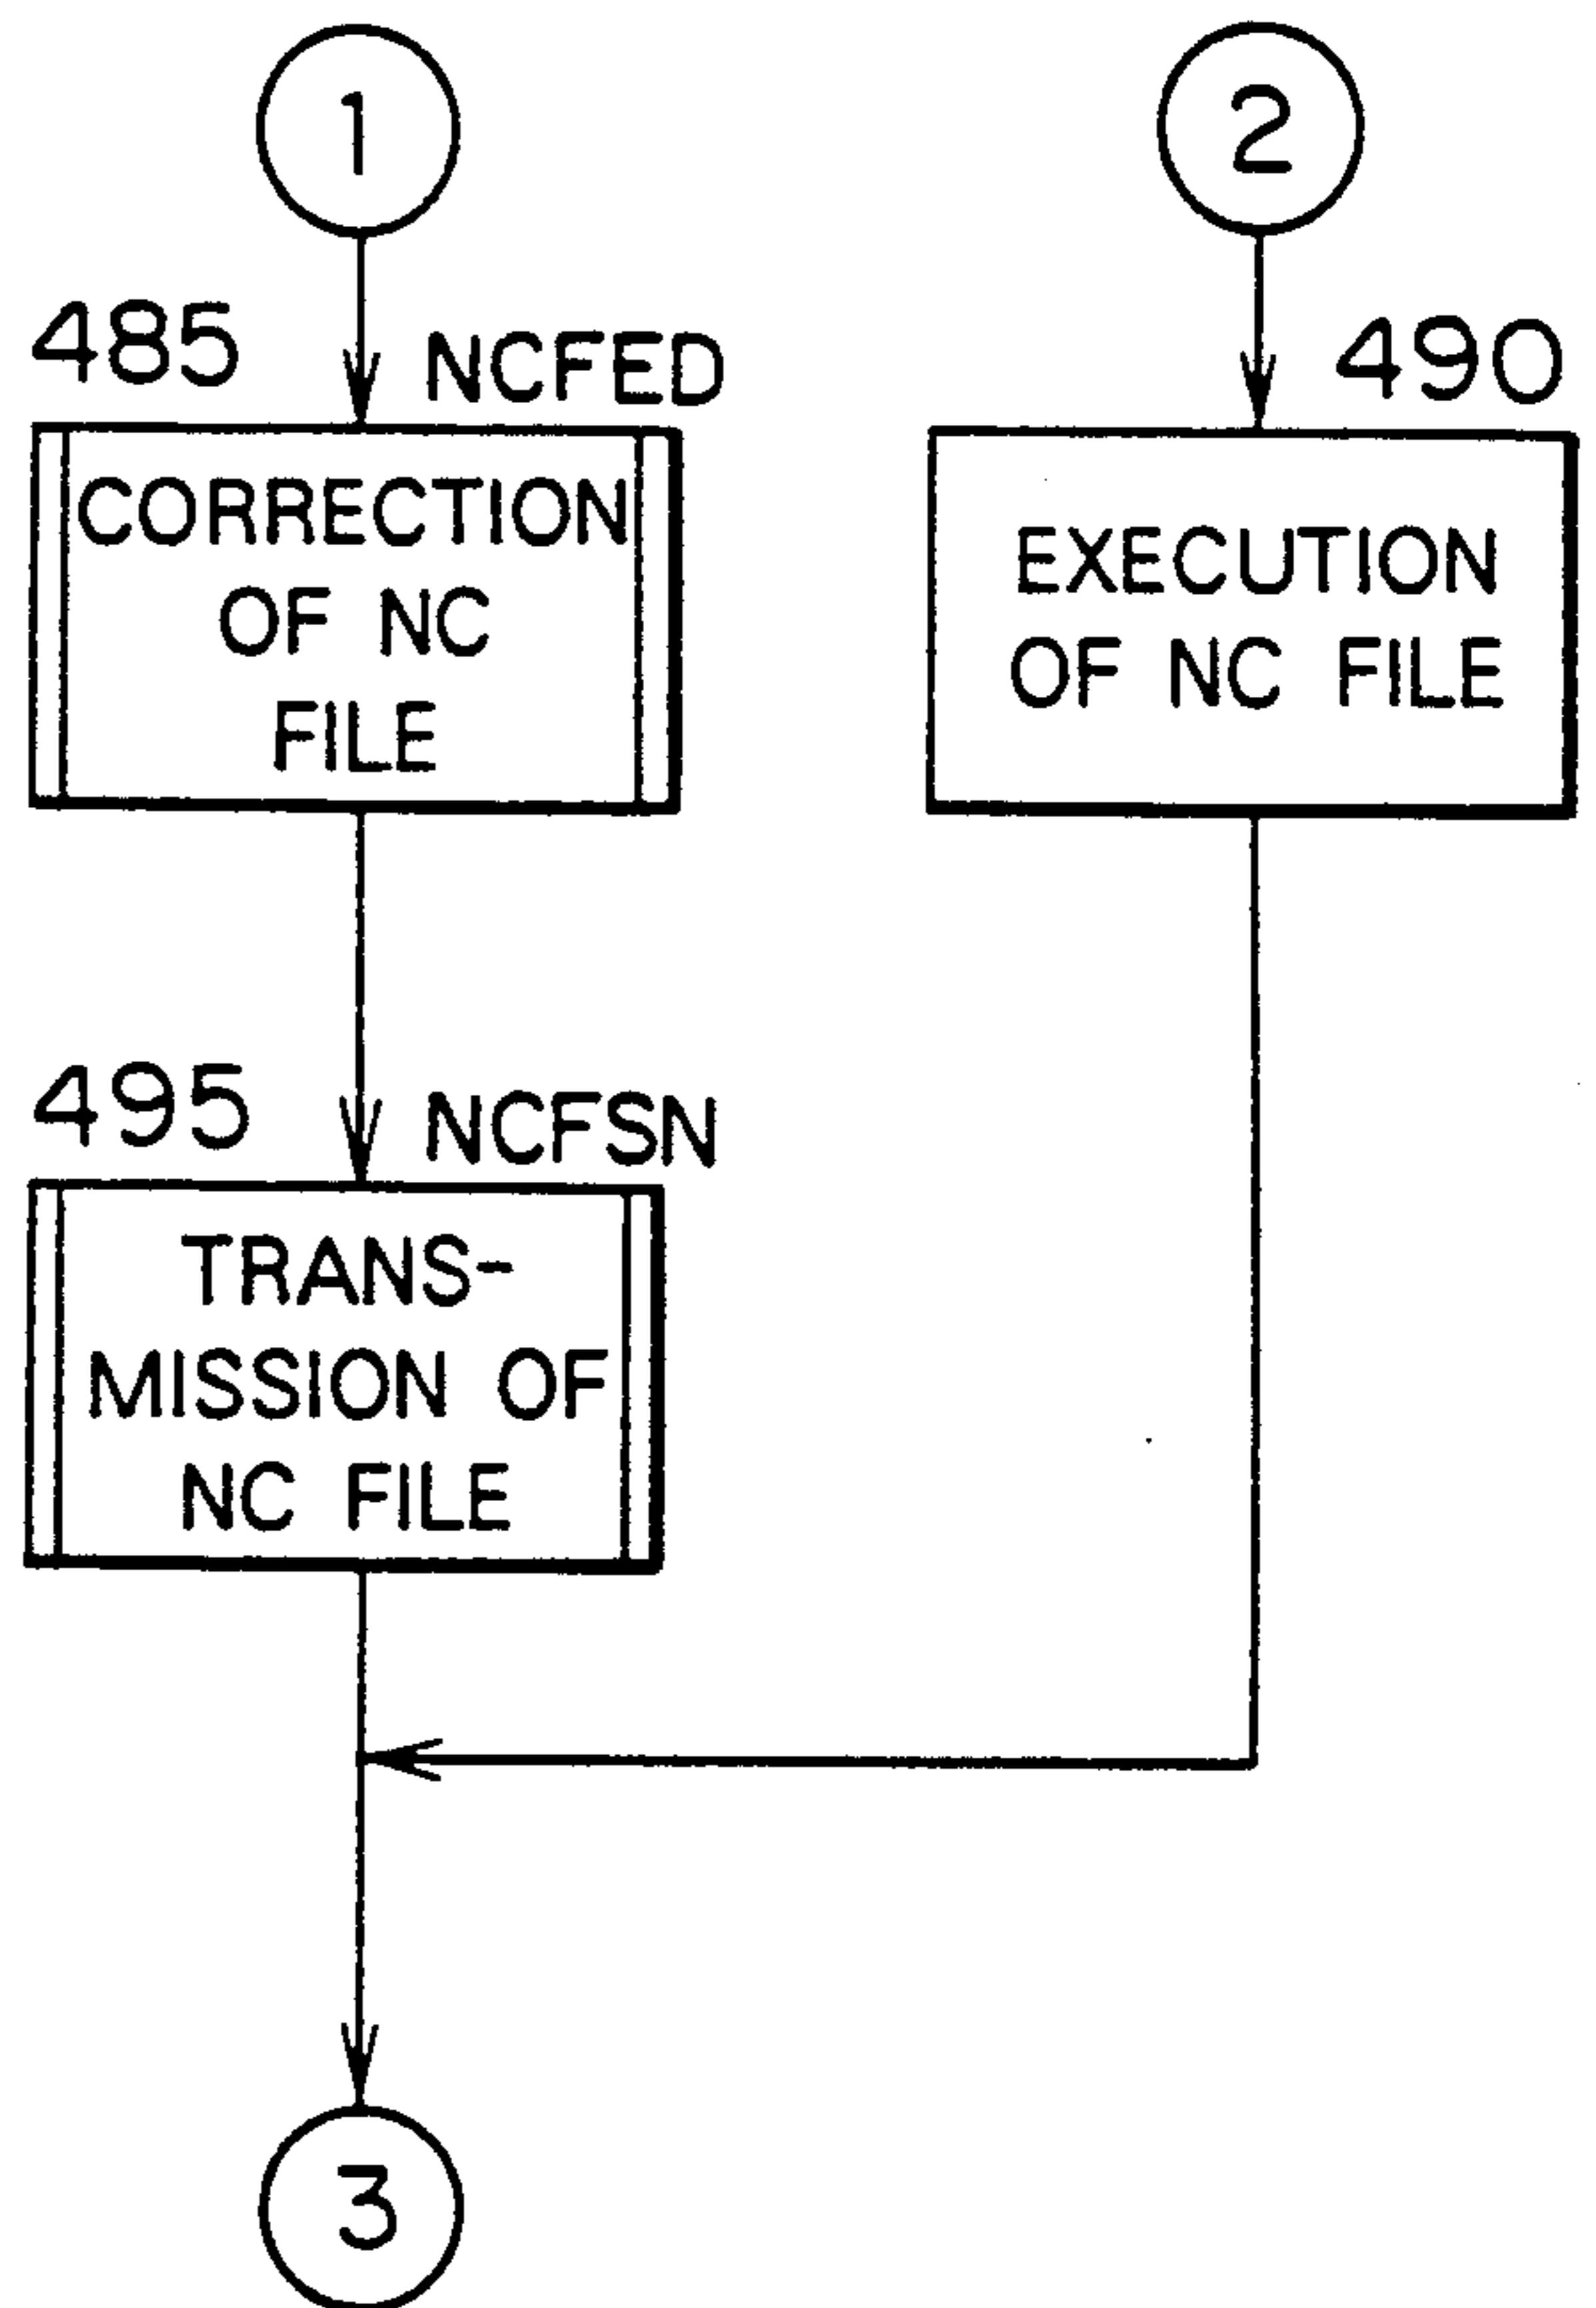 1
2
485
NCFED
490
CORRECTION
OF NC
FILE
EXECUTION
OF NC FILE
495
NCFSN
TRANS-
MISSION OF
NC FILE
3